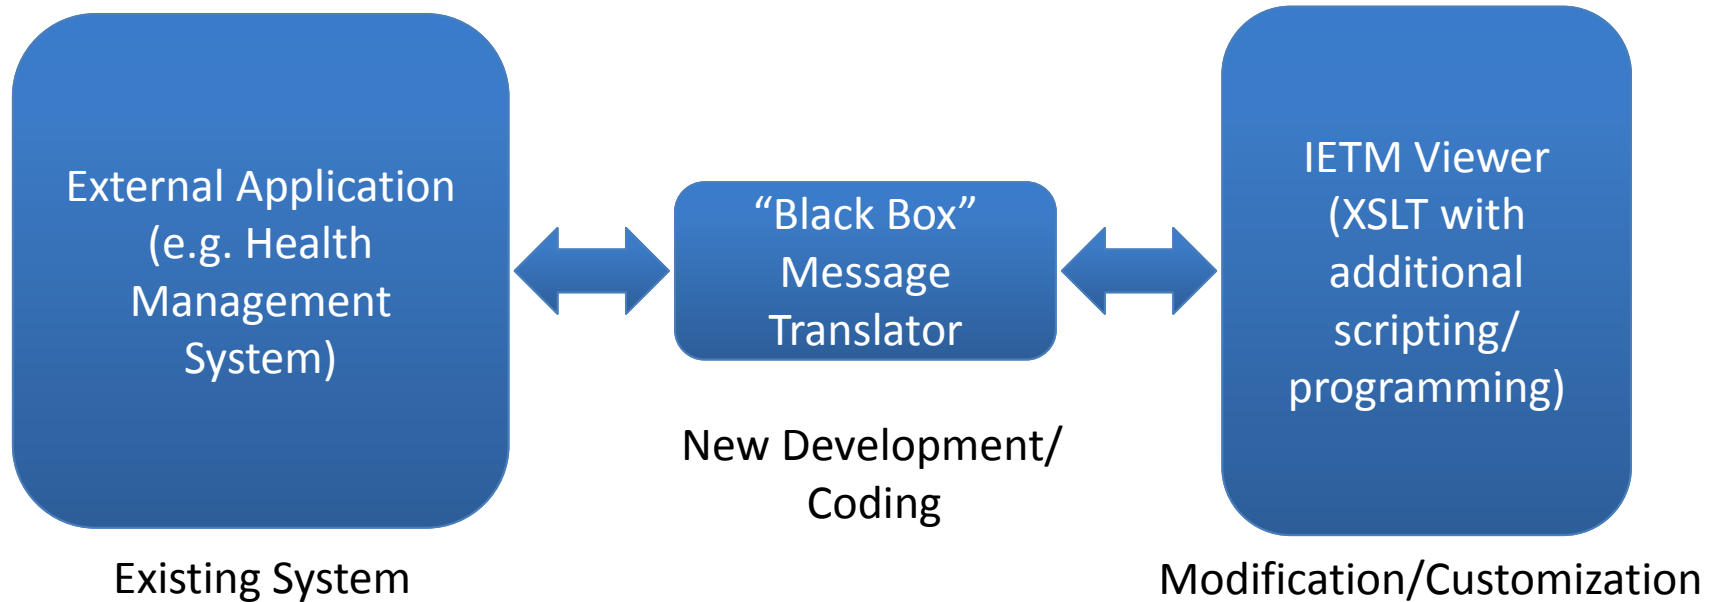 External Application
(e.g. Health
Management
System)
Existing System
“Black Box”
Message
Translator
New Development/
Coding
IETM Viewer
(XSLT with
additional
scripting/
programming)
Modification/Customization